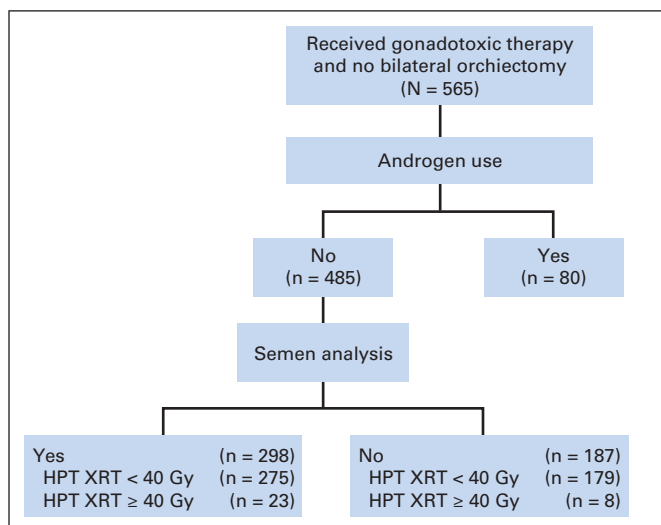 Received gonadotoxic therapy
and no bilateral orchiectomy
(N = 565)
Androgen use
No
(n = 485)
Yes
(n = 80)
Semen analysis
Yes (n = 298)
HPT XRT < 40 Gy (n = 275)
HPT XRT ≥ 40 Gy (n = 23)
No (n = 187)
HPT XRT < 40 Gy (n = 179)
HPT XRT ≥ 40 Gy (n = 8)